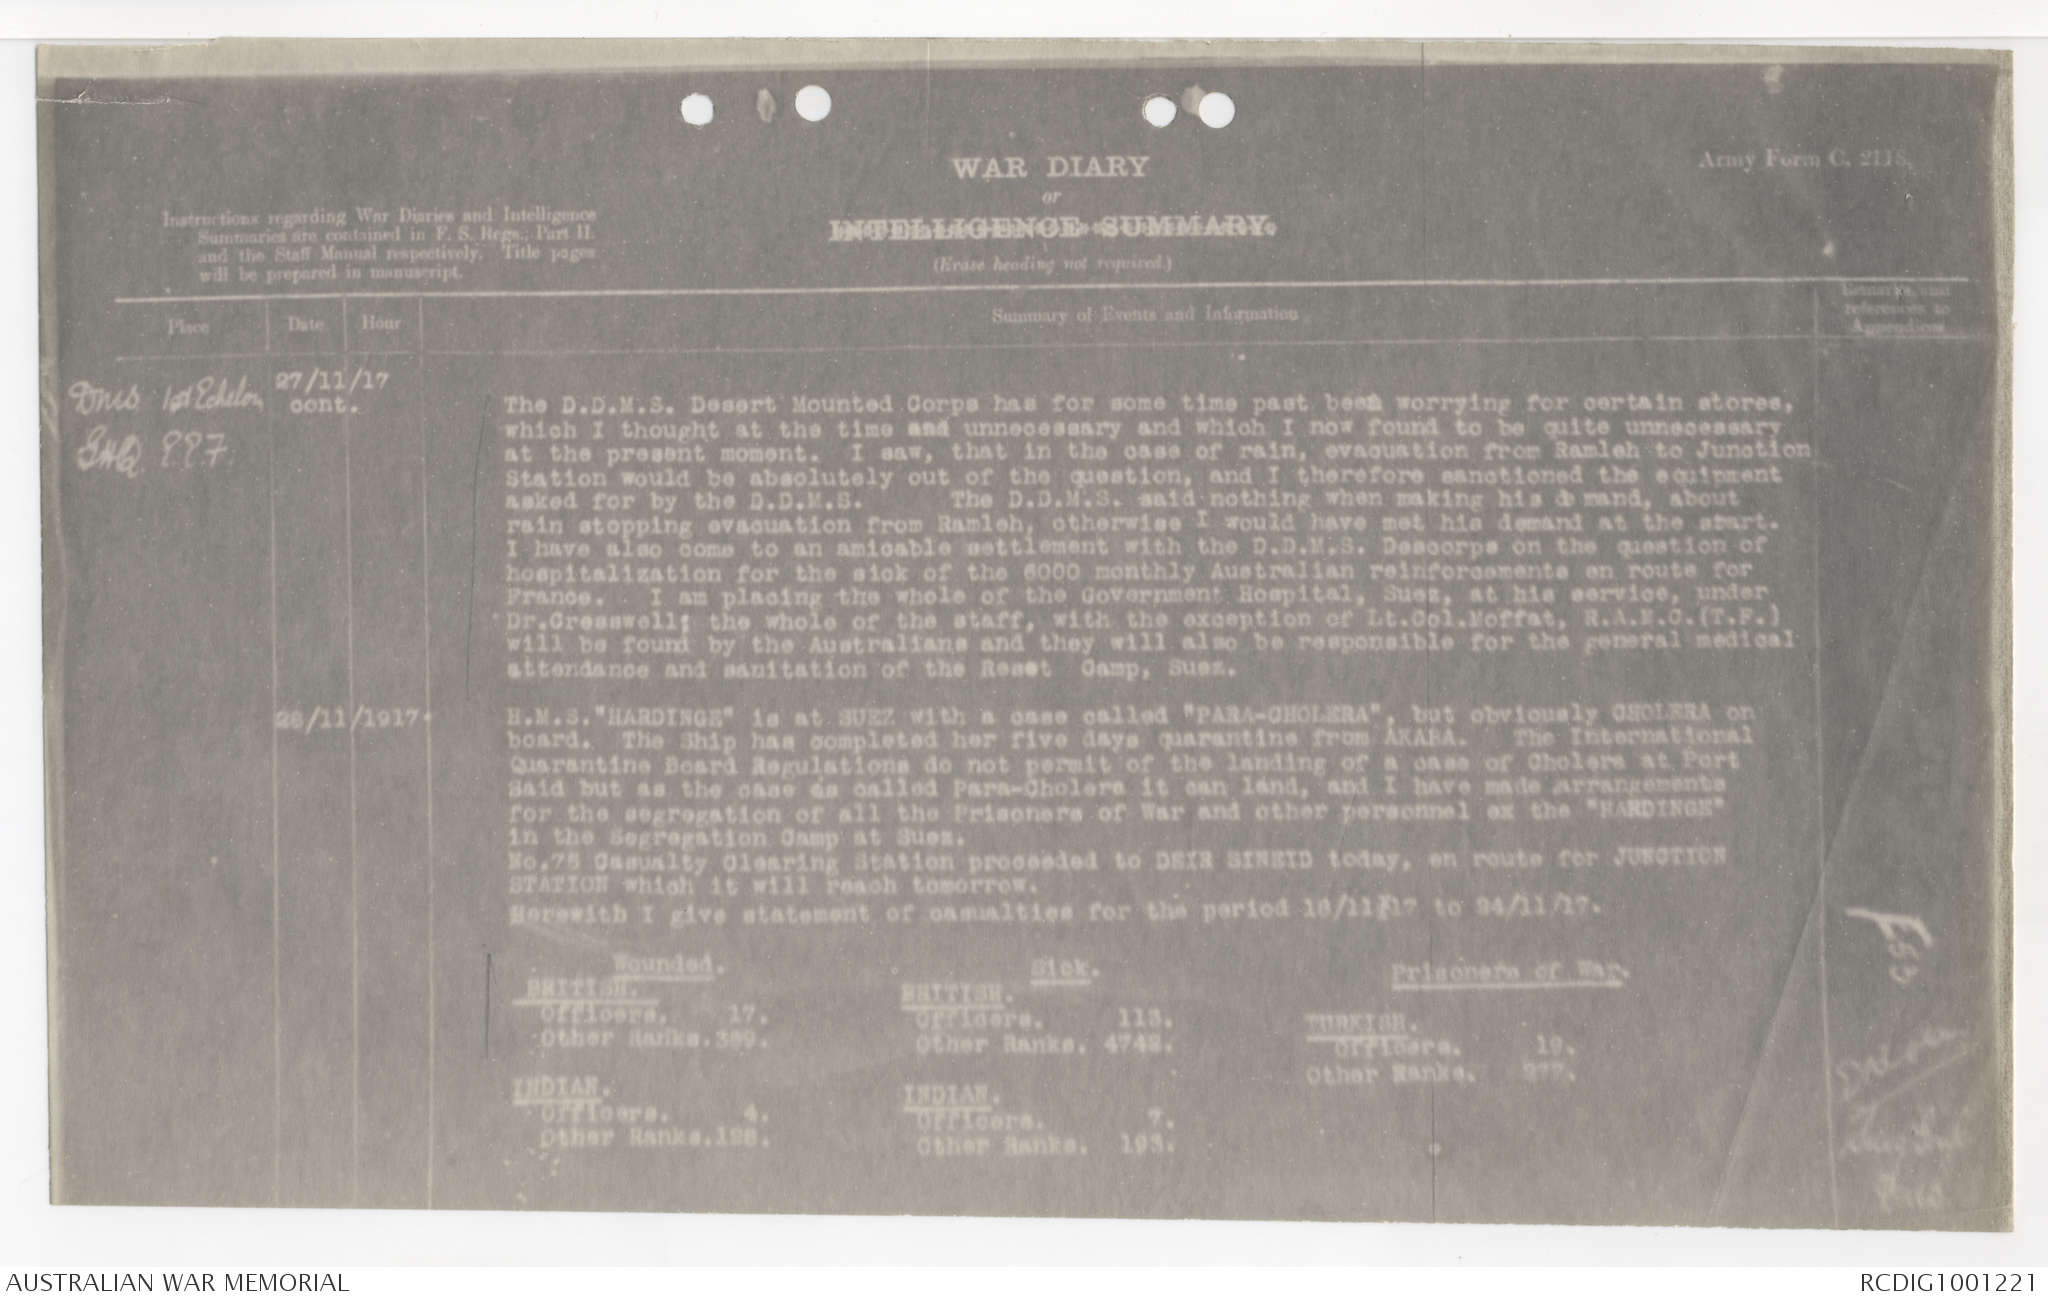 WAR DIARY
or
INTELLIGENCE SUMMARY.
(Erase heading not required.)
Army Form C. 2118.
Instructions regarding War Diaries and Intelligence
Summaries are contained in F. S. Regs., Part II.
and the Staff Manual respectively. Title pages
will be prepared in manuscript.
Place
Date
Hour
Summary of Events and Information
Remarks and
references to
Appendices
DMS 1st Echelon
GHQ EEF.
27/11/17
cont.
The D.D.M.S. Desert Mounted Corps has for some time past been worrying for certain stores,
which I thought at the time and unnecessary and which I now found to be quite unnecessary
at the present moment. I saw, that in the case of rain, evacuation from Ramleh to Junction
Station would be absolutely out of the question, and I therefore sanctioned the equipment
asked for by the D.D.M.S. The D.D.M.S. said nothing when making his demand, about
rain stopping evacuation from Ramleh, otherwise I would have met his demand at the start.
I have also come to an amicable settlement with the D.D.M.S. Descorps on the question of
hospitalization for the sick of the 6000 monthly Australian reinforcements en route for
France. I am placing the whole of the Government Hospital, Suez, at his service, under
Dr.Cresswell; the whole of the staff, with the exception of Lt.Col.Moffat, R.A.M.C.(T.F.)
will be found by the Australians and they will also be responsible for the general medical
attendance and sanitation of the Reset Camp, Suez.
28/11/1917.
H.M.S."HARDINGE" is at SUEZ with a case called "PARA-CHOLERA", but obviously CHOLERA on
board. The Ship has completed her five days quarantine from AKABA. The International
Quarantine Board Regulations do not permit of the landing of a case of Cholera at Port
Said but as the case is called Para-Cholera it can land, and I have made arrangements
for the segregation of all the Prisoners of War and other personnel ex the "HARDINGE"
in the Segregation Camp at Suez.
No.75 Casualty Clearing Station proceeded to DEIR SINEID today, en route for JUNCTION
STATION which it will reach tomorrow.
Herewith I give statement of casualties for the period 18/11/17 to 24/11/17.
Wounded.
BRITISH.
Officers. 17.
Other Ranks. 399.
INDIAN.
Officers. 4.
Other Ranks. 128.
Sick.
BRITISH.
Officers. 113.
Other Ranks. 4742.
INDIAN.
Officers. 7.
Other Ranks. 193.
Prisoners of War.
TURKISH.
Officers. 19.
Other Ranks. 277.
AUSTRALIAN WAR MEMORIAL
RCDIG1001221